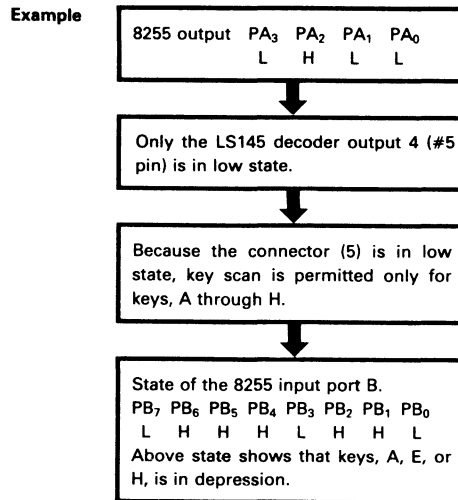 Example
8255 output PA3 PA2 PA1 PA0
L H L L
Only the LS145 decoder output 4 (#5
pin) is in low state.
Because the connector (5) is in low
state, key scan is permitted only for
keys, A through H.
State of the 8255 input port B.
PB7 PB6 PB5 PB4 PB3 PB2 PB1 PB0
L H H H L H H L
Above state shows that keys, A, E, or
H, is in depression.